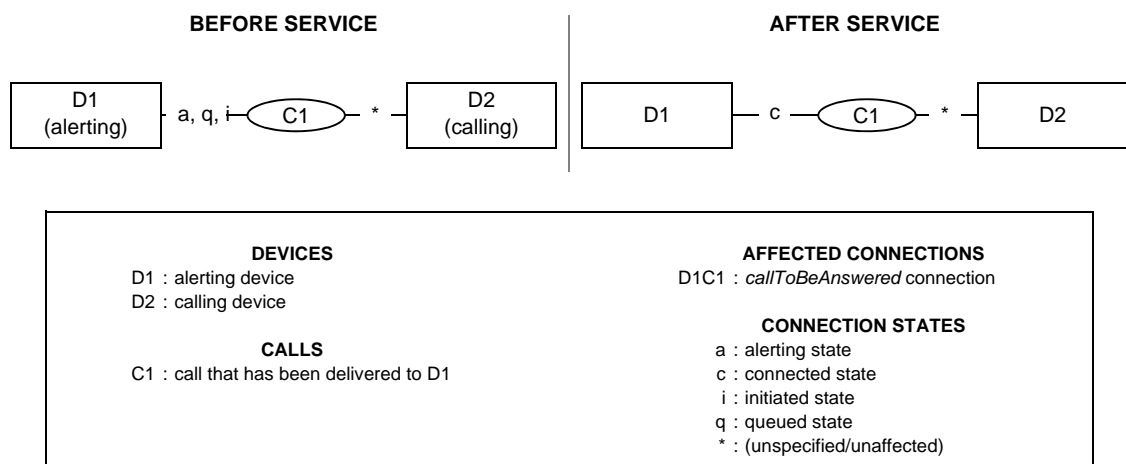 BEFORE SERVICE
AFTER SERVICE
D1
(alerting)
a, q, i
C1
*
D2
(calling)
D1
c
C1
*
D2
DEVICES
D1 : alerting device
D2 : calling device
CALLS
C1 : call that has been delivered to D1
AFFECTED CONNECTIONS
D1C1 : callToBeAnswered connection
CONNECTION STATES
a : alerting state
c : connected state
i : initiated state
q : queued state
* : (unspecified/unaffected)